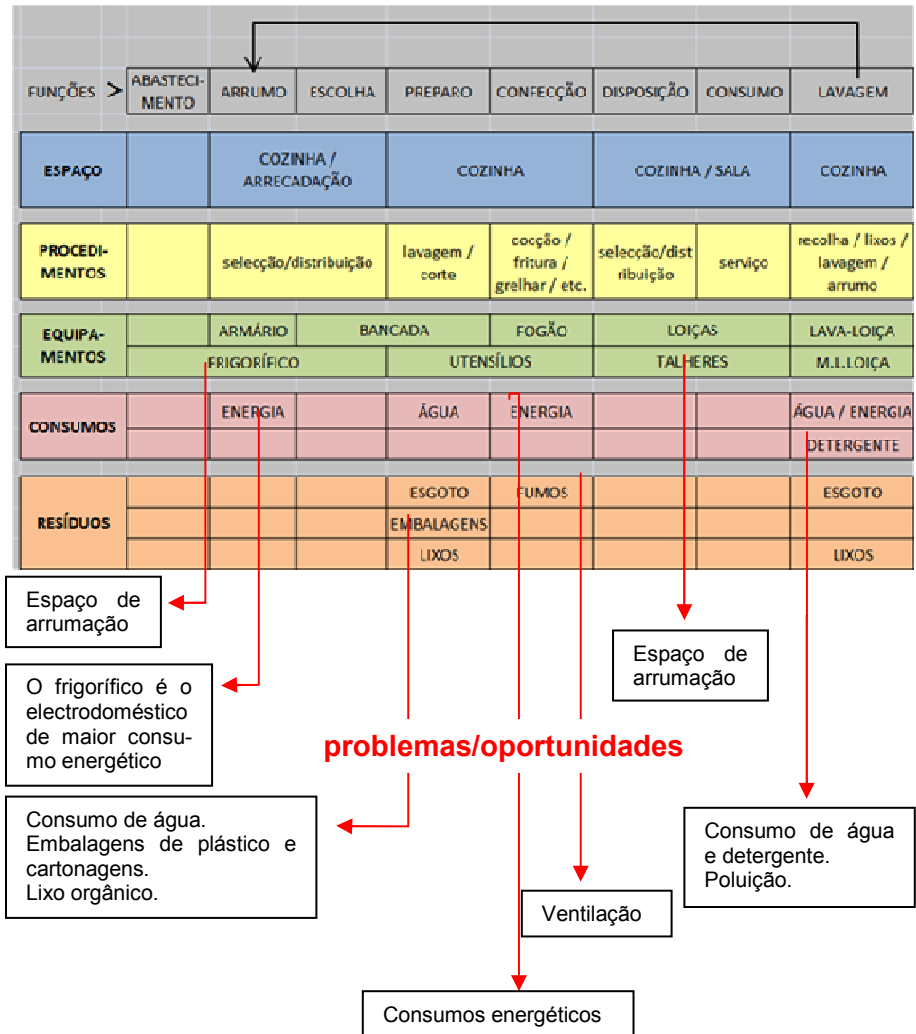 FUNÇÕES > ABASTECI-MENTO ARRUMO ESCOLHA PREPARO CONFECÇÃO DISPOSIÇÃO CONSUMO LAVAGEM
ESPAÇO
COZINHA /
ARRECADAÇÃO
COZINHA
COZINHA / SALA
COZINHA
PROCEDI-
MENTOS
selecção/distribuição
lavagem /
corte
cocção /
fritura /
grelhar / etc.
selecção/dist
ribuição
serviço
recolha / lixos /
lavagem /
arrumo
EQUIPA-
MENTOS
ARMÁRIO BANCADA FOGÃO LOIÇAS LAVA-LOIÇA
FRIGORÍFICO UTENSÍLIOS TALHERES M.L.LOIÇA
CONSUMOS
ENERGIA ÁGUA ENERGIA ÁGUA / ENERGIA
DETERGENTE
RESÍDUOS
ESGOTO FUMOS ESGOTO
EMBALAGENS
LIXOS LIXOS
Espaço de
arrumação
O frigorífico é o
electrodoméstico
de maior consu-
mo energético
Espaço de
arrumação
problemas/oportunidades
Consumo de água.
Embalagens de plástico e
cartonagens.
Lixo orgânico.
Consumo de água
e detergente.
Poluição.
Ventilação
Consumos energéticos